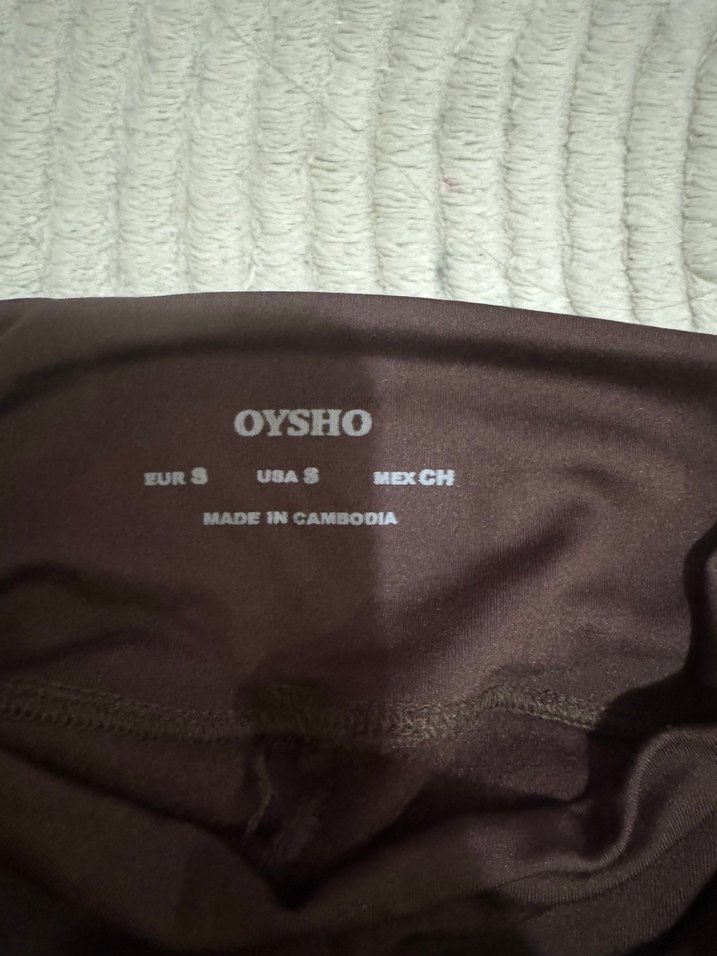 OYSHO
EUR S USA S MEX CH
MADE IN CAMBODIA